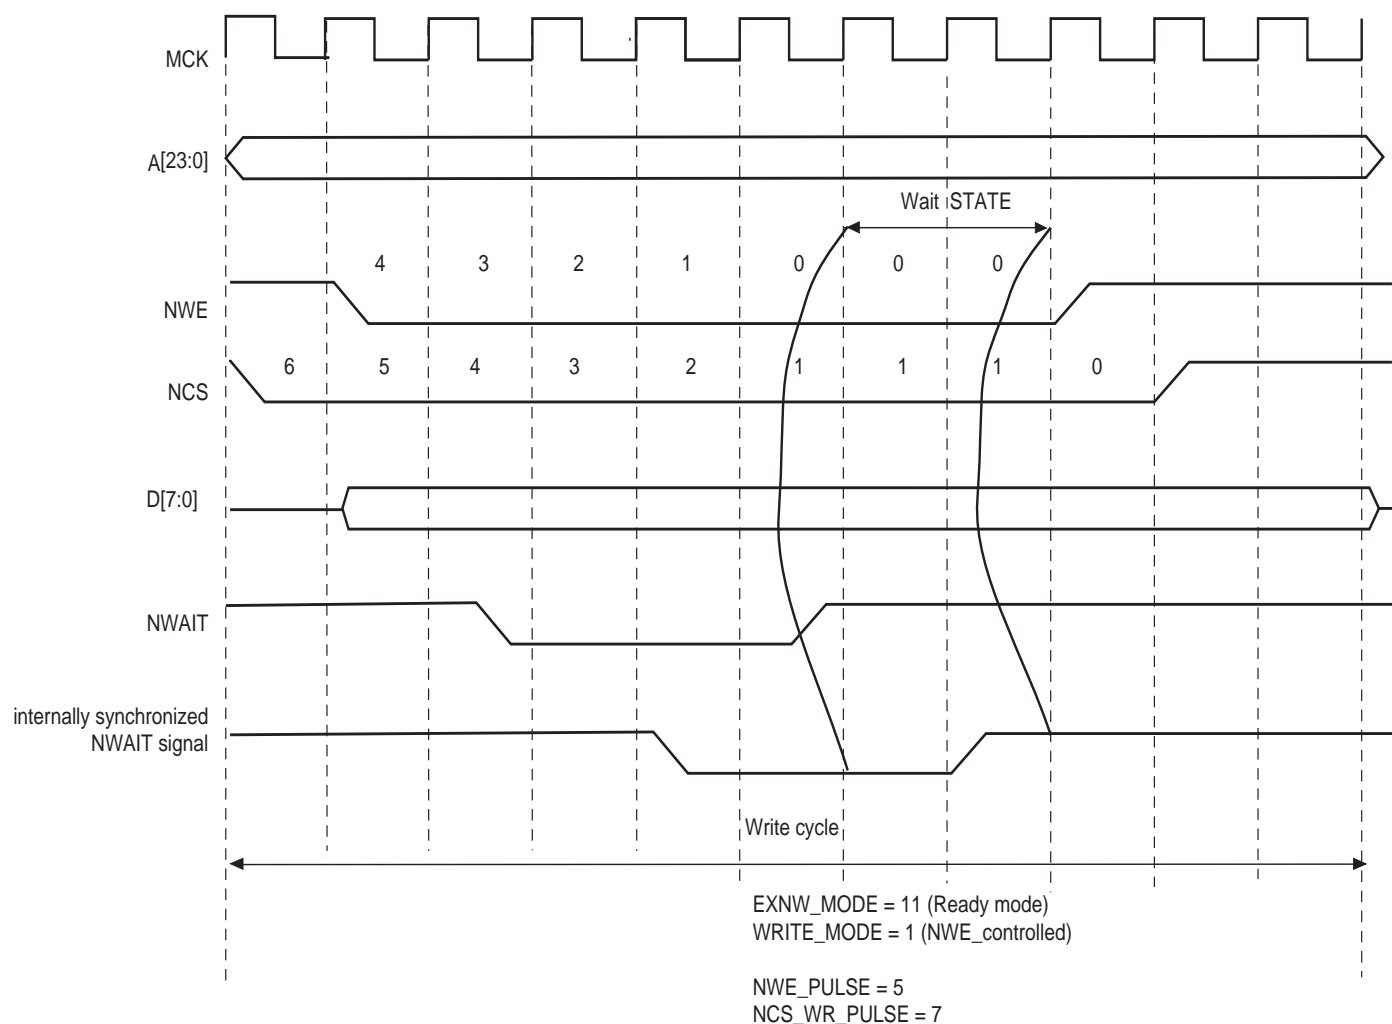 MCK
A[23:0]
Wait STATE
4 3 2 1 0 0 0
NWE
6 5 4 3 2 1 1 1 0
NCS
D[7:0]
NWAIT
internally synchronized
NWAIT signal
Write cycle
EXNW_MODE = 11 (Ready mode)
WRITE_MODE = 1 (NWE_controlled)
NWE_PULSE = 5
NCS_WR_PULSE = 7